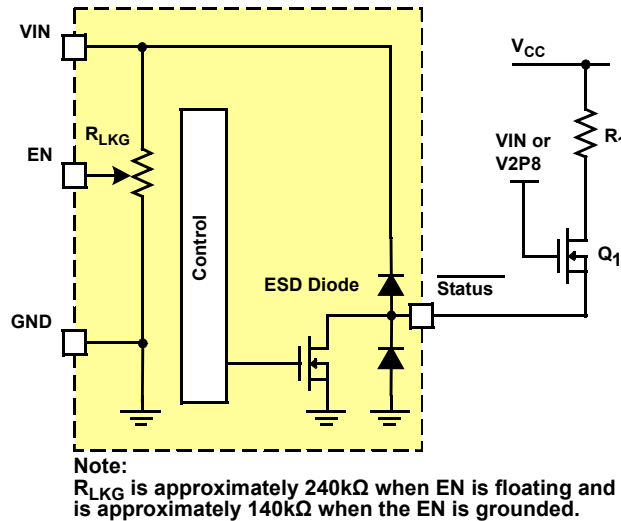 VIN
VCC
RLKG
VIN or
V2P8
R1
EN
Control
Q1
ESD Diode
Status
GND
Note:
RLKG is approximately 240kΩ when EN is floating and
is approximately 140kΩ when the EN is grounded.